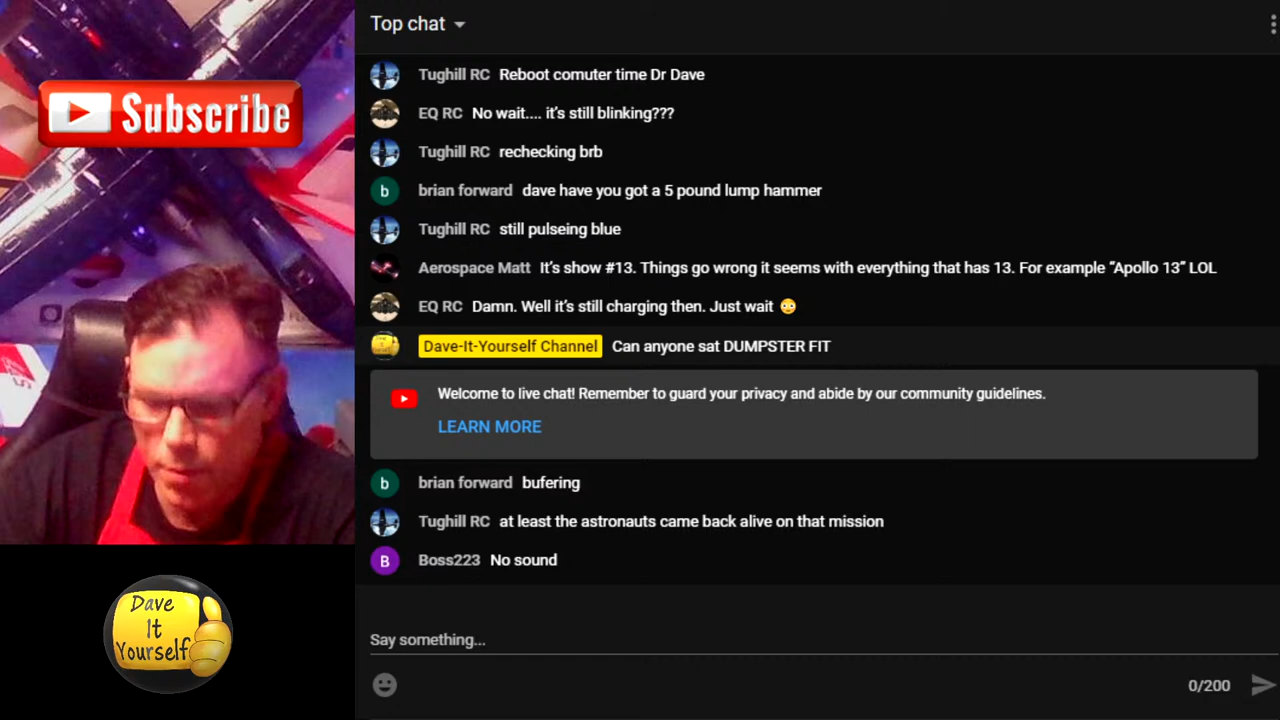 Subscribe
Dave
It
Yourself
Top chat
Tughill RC Reboot comuter time Dr Dave
EQ RC No wait.... it's still blinking???
Tughill RC rechecking brb
b brian forward dave have you got a 5 pound lump hammer
Tughill RC still pulseing blue
Aerospace Matt It's show #13. Things go wrong it seems with everything that has 13. For example “Apollo 13” LOL
EQ RC Damn. Well it's still charging then. Just wait 😳
Dave-It-Yourself Channel Can anyone sat DUMPSTER FIT
Welcome to live chat! Remember to guard your privacy and abide by our community guidelines.
LEARN MORE
b brian forward bufering
Tughill RC at least the astronauts came back alive on that mission
B Boss223 No sound
Say something...
0/200